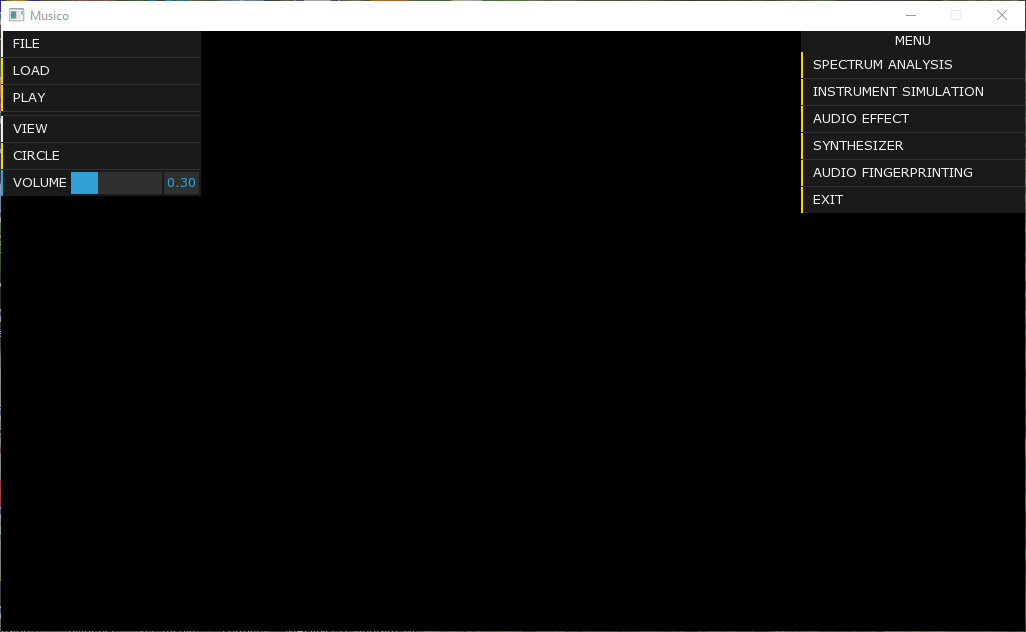 Musico
FILE
LOAD
PLAY
VIEW
CIRCLE
VOLUME 0.30
MENU
SPECTRUM ANALYSIS
INSTRUMENT SIMULATION
AUDIO EFFECT
SYNTHESIZER
AUDIO FINGERPRINTING
EXIT